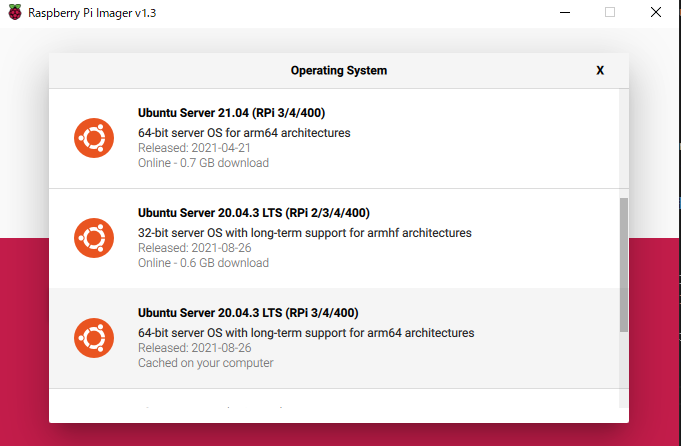 Raspberry Pi Imager v1.3
Operating System
X
Ubuntu Server 21.04 (RPi 3/4/400)
64-bit server OS for arm64 architectures
Released: 2021-04-21
Online - 0.7 GB download
Ubuntu Server 20.04.3 LTS (RPi 2/3/4/400)
32-bit server OS with long-term support for armhf architectures
Released: 2021-08-26
Online - 0.6 GB download
Ubuntu Server 20.04.3 LTS (RPi 3/4/400)
64-bit server OS with long-term support for arm64 architectures
Released: 2021-08-26
Cached on your computer